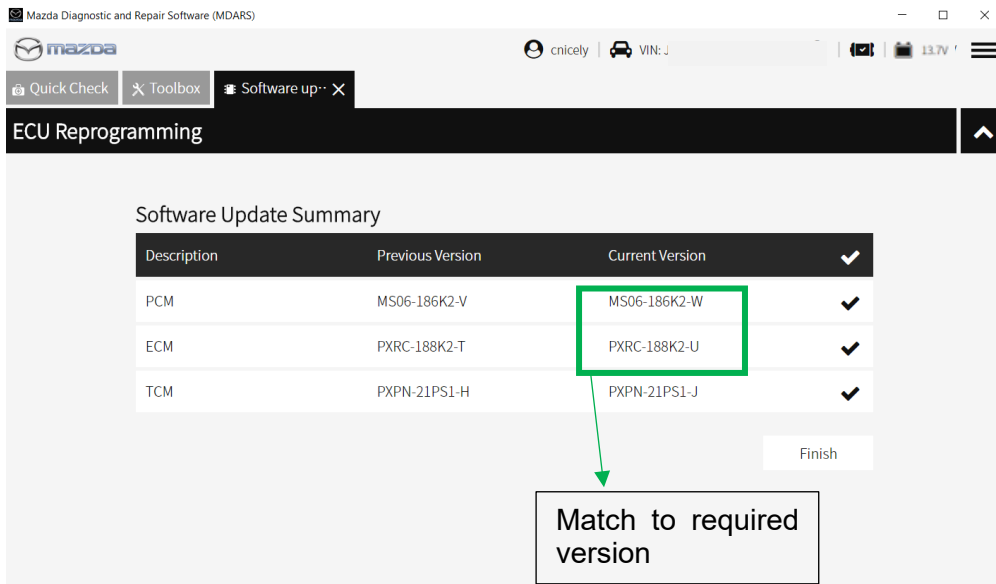 Mazda Diagnostic and Repair Software (MDARS)
mazda
cnicely | VIN: J
13.7V
Quick Check
Toolbox
Software up··
ECU Reprogramming
Software Update Summary
Description Previous Version Current Version
PCM MS06-186K2-V MS06-186K2-W
ECM PXRC-188K2-T PXRC-188K2-U
TCM PXPN-21PS1-H PXPN-21PS1-J
Finish
Match to required
version